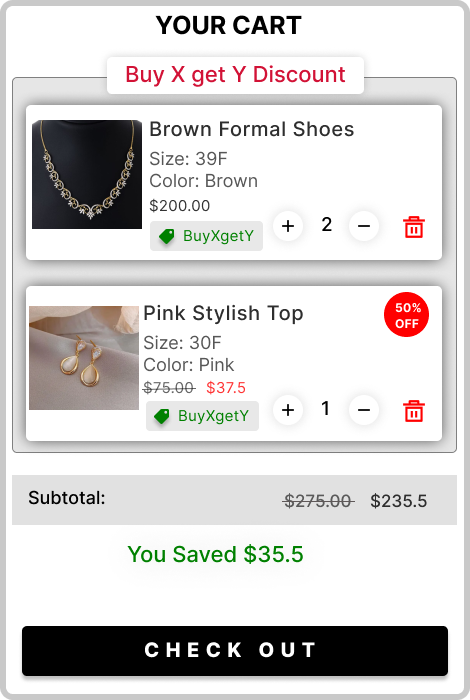 YOUR CART
Buy X get Y Discount
Brown Formal Shoes
Size: 39F
Color: Brown
$200.00
BuyXgetY
+ 2 −
Pink Stylish Top
50%
OFF
Size: 30F
Color: Pink
$75.00 $37.5
BuyXgetY
+ 1 −
Subtotal: $275.00 $235.5
You Saved $35.5
CHECK OUT